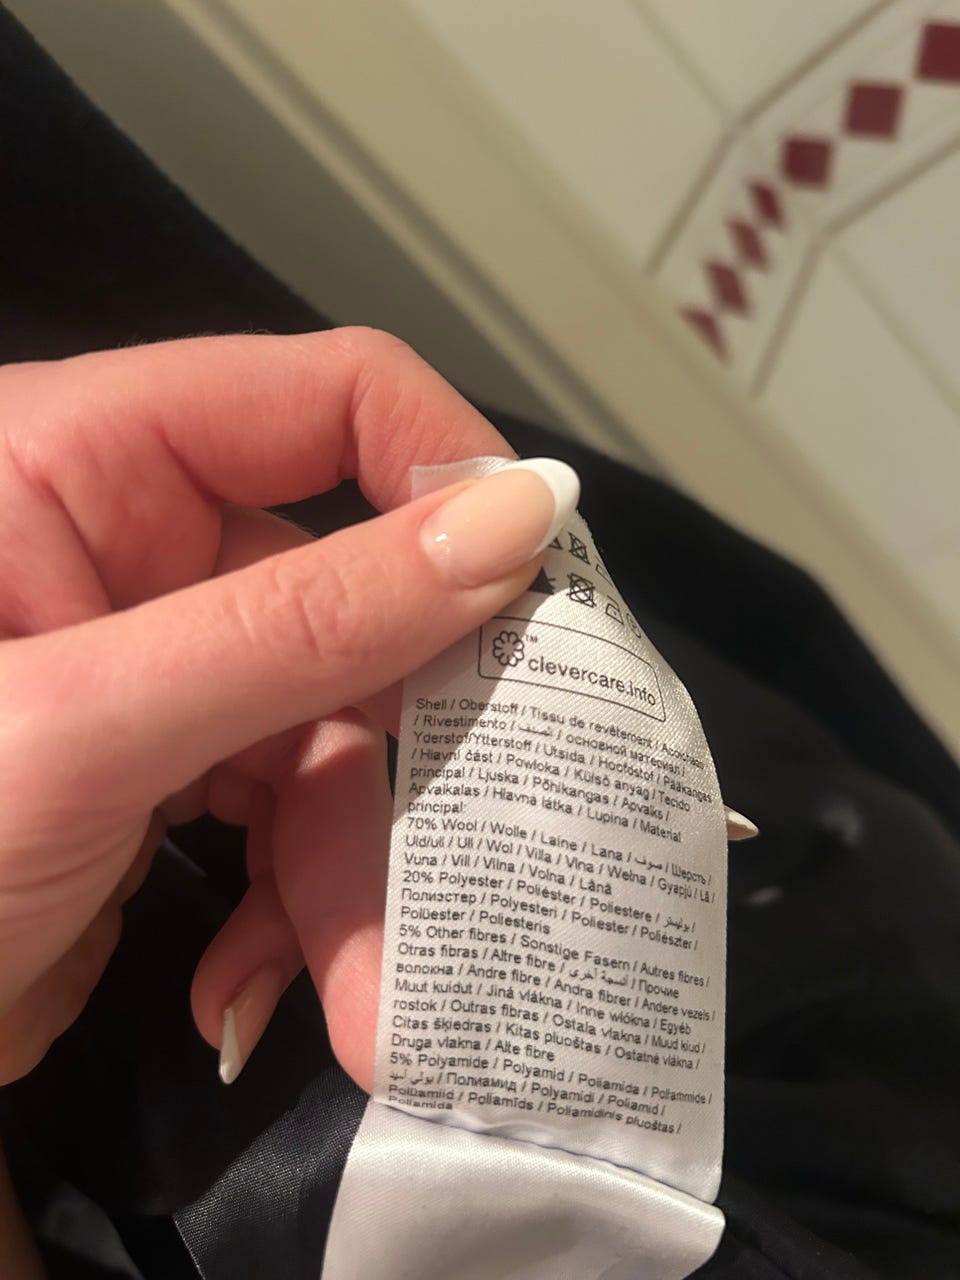 ™
clevercare.info
Shell / Oberstoff / Tissu de revêtement /
/ Rivestimento / / основной материал /
Yderstof/Ytterstoff / Utsida / Hoofdstof / Pääkangas
/ Hlavní část / Powłoka / Külső anyag / Tecido
principal / Ljuska / Põhikangas / Apvalks /
Apvalkalas / Hlavná látka / Lupina / Material
principal:
70% Wool / Wolle / Laine / Lana / صوف / Шерсть /
Uld/ull / Ull / Wol / Villa / Vlna / Wełna / Gyapjú / Lã /
Vuna / Vill / Vilna / Volna / Lână
20% Polyester / Poliéster / Poliestere / بوليستر /
Полиэстер / Polyesteri / Poliester / Poliészter /
Polüester / Poliesteris
5% Other fibres / Sonstige Fasern / Autres fibres /
Otras fibras / Altre fibre / أنسجة أخرى / Прочие
волокна / Andre fibre / Andra fibrer / Andere vezels /
Muut kuidut / Jiná vlákna / Inne włókna / Egyéb
rostok / Outras fibras / Ostala vlakna / Muud kiud /
Citas šķiedras / Kitas pluoštas / Ostatné vlákna /
Druga vlakna / Alte fibre
5% Polyamide / Polyamid / Poliamida / Poliammide /
بولي أميد / Полиамид / Polyamidi / Poliamid /
Polüamiid / Poliamīds / Poliamidinis pluoštas /
Poliamida